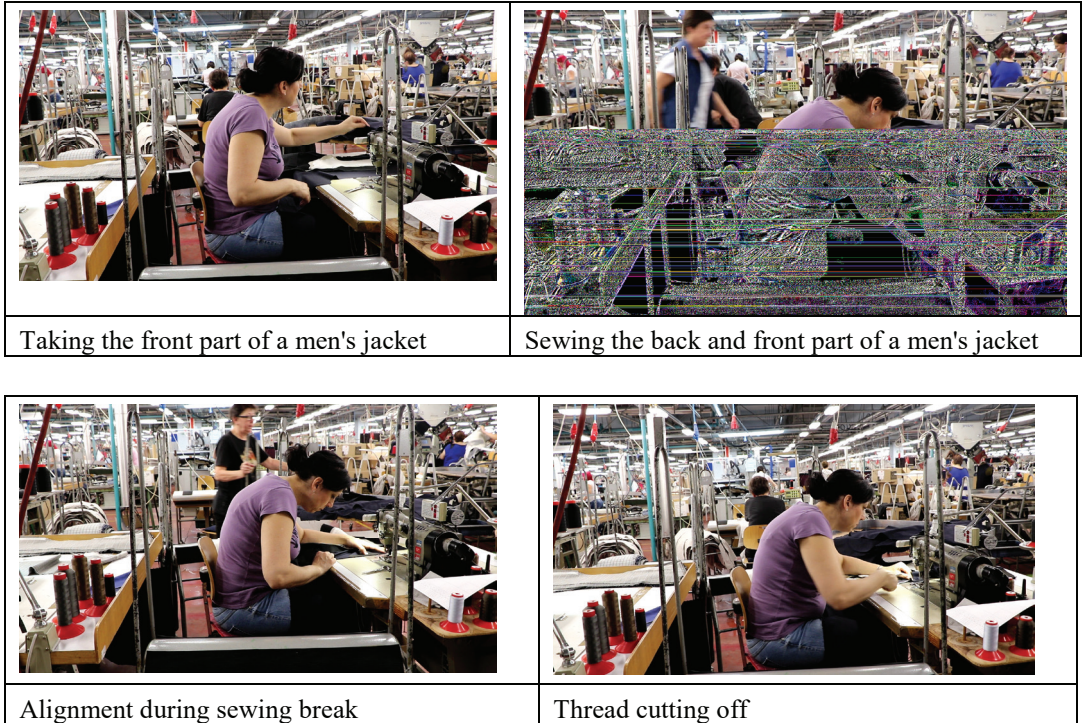 Taking the front part of a men's jacket
Sewing the back and front part of a men's jacket
Alignment during sewing break
Thread cutting off